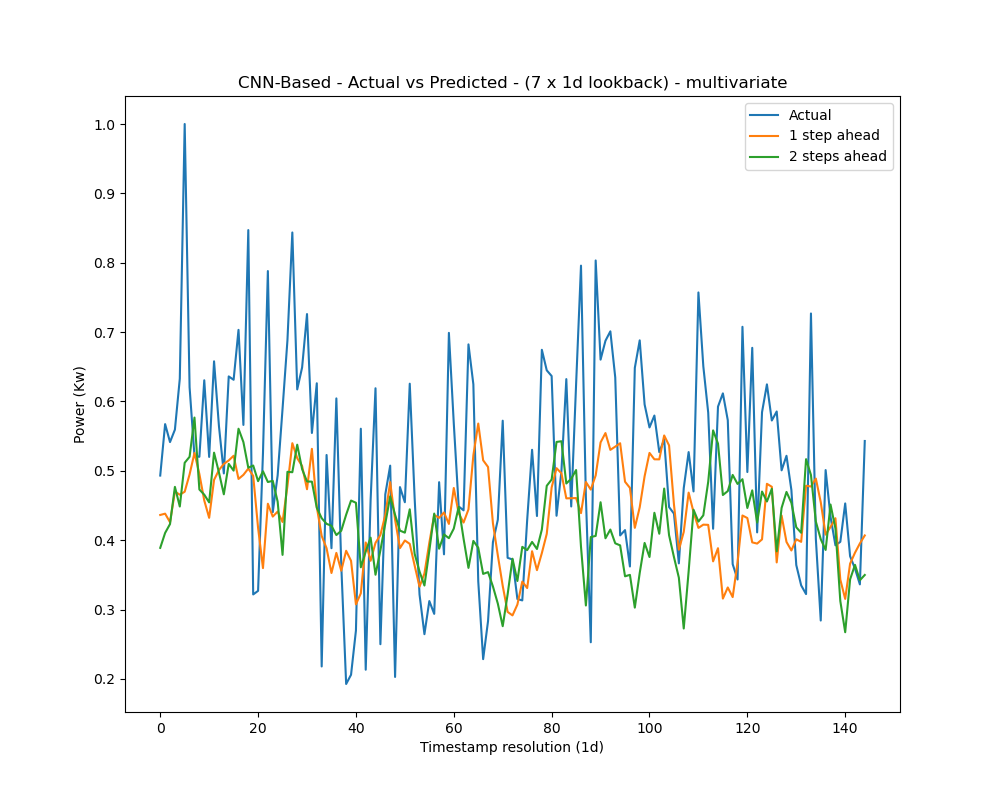 CNN-Based - Actual vs Predicted - (7 x 1d lookback) - multivariate
Actual
1 step ahead
2 steps ahead
Power (Kw)
1.0
0.9
0.8
0.7
0.6
0.5
0.4
0.3
0.2
0 20 40 60 80 100 120 140
Timestamp resolution (1d)